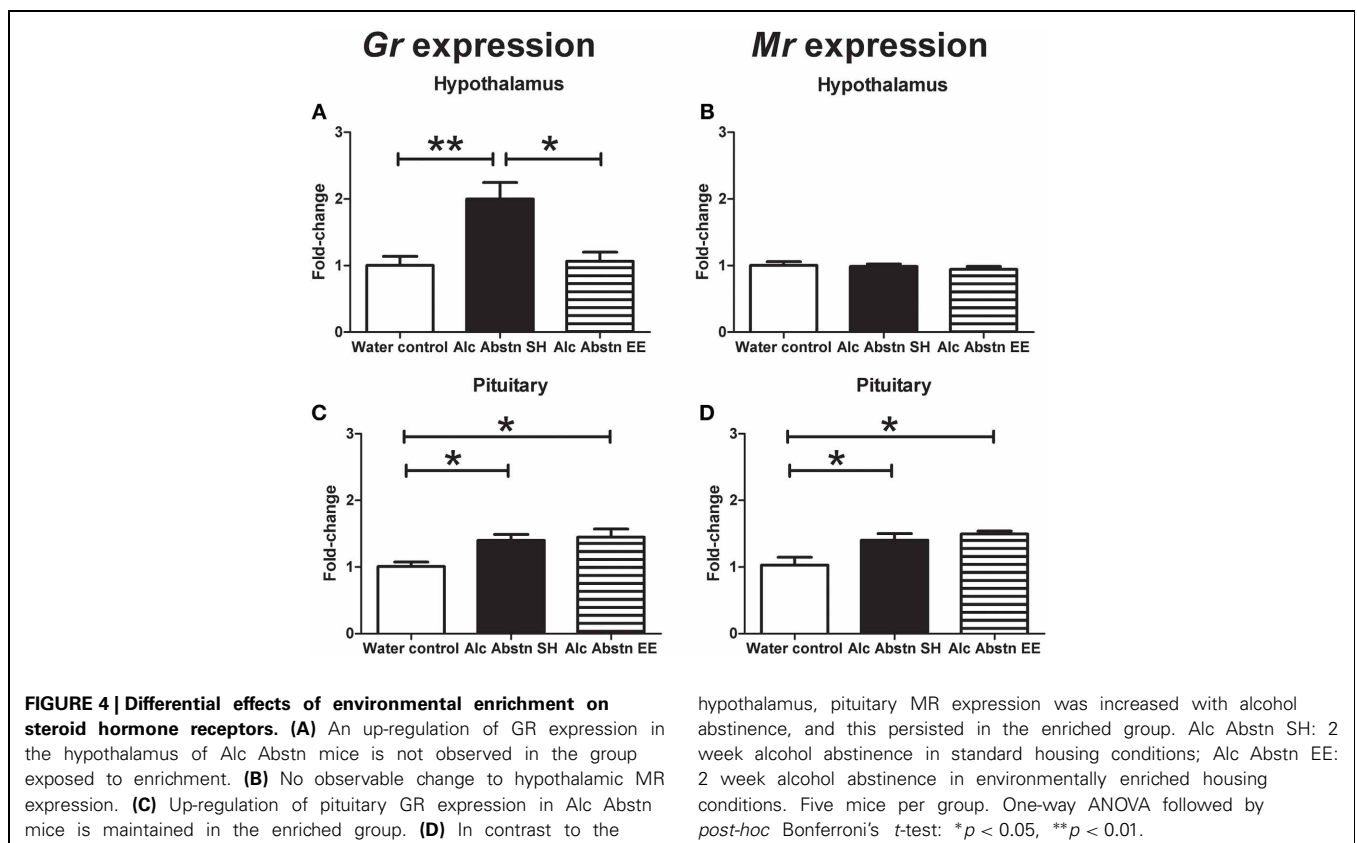 Gr expression
Mr expression
Hypothalamus
Hypothalamus
A
B
3
2
1
0
Fold-change
**
*
Water control Alc Abstn SH Alc Abstn EE
3
2
1
0
Fold-change
Water control Alc Abstn SH Alc Abstn EE
Pituitary
Pituitary
C
D
3
2
1
0
Fold-change
*
*
Water control Alc Abstn SH Alc Abstn EE
3
2
1
0
Fold-change
*
*
Water control Alc Abstn SH Alc Abstn EE
FIGURE 4 | Differential effects of environmental enrichment on
steroid hormone receptors. (A) An up-regulation of GR expression in
the hypothalamus of Alc Abstn mice is not observed in the group
exposed to enrichment. (B) No observable change to hypothalamic MR
expression. (C) Up-regulation of pituitary GR expression in Alc Abstn
mice is maintained in the enriched group. (D) In contrast to the
hypothalamus, pituitary MR expression was increased with alcohol
abstinence, and this persisted in the enriched group. Alc Abstn SH: 2
week alcohol abstinence in standard housing conditions; Alc Abstn EE:
2 week alcohol abstinence in environmentally enriched housing
conditions. Five mice per group. One-way ANOVA followed by
post-hoc Bonferroni's t-test: *p < 0.05, **p < 0.01.